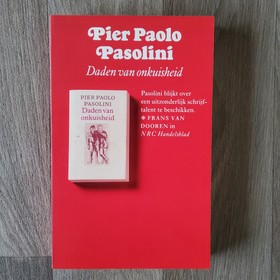 Pier Paolo
Pasolini
Daden van onkuisheid
PIER PAOLO
PASOLINI
Daden van
onkuisheid
Pasolini blijkt over
een uitzonderlijk schrijf-
talent te beschikken.
* FRANS VAN
DOOREN in
NRC Handelsblad